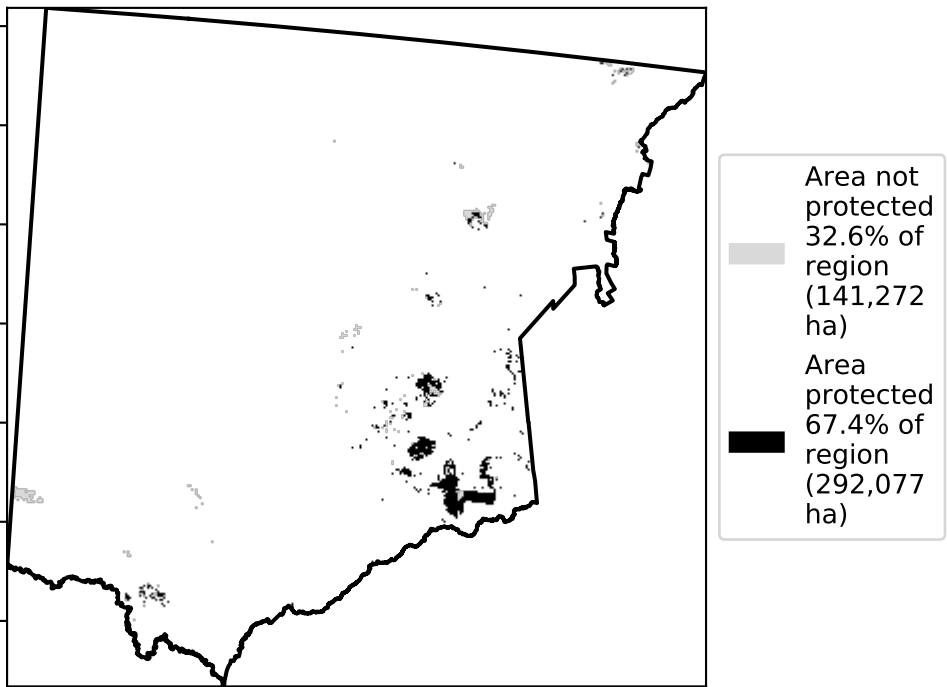 Area not
protected
32.6% of
region
(141,272
ha)
Area
protected
67.4% of
region
(292,077
ha)